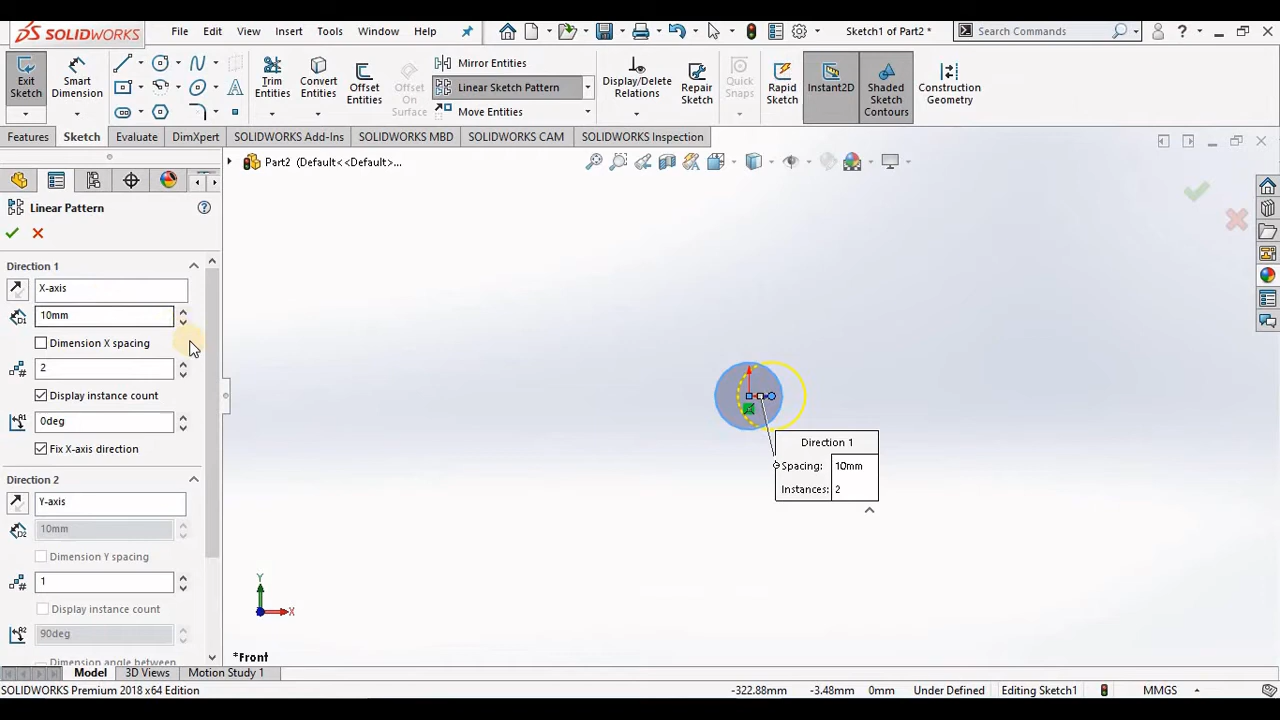 DS SOLIDWORKS File Edit View Insert Tools Window Help Sketch1 of Part2 * Search Commands ?
Exit Sketch Smart Dimension Trim Entities Convert Entities Offset Entities Offset On Surface Mirror Entities Display/Delete Relations Repair Sketch Quick Snaps Rapid Sketch Instant2D Shaded Sketch Contours Construction Geometry
Linear Sketch Pattern
Move Entities
Features Sketch Evaluate DimXpert SOLIDWORKS Add-Ins SOLIDWORKS MBD SOLIDWORKS CAM SOLIDWORKS Inspection
Part2 (Default<<Default>...
Linear Pattern ?
Direction 1
X-axis
D1 10mm
Dimension X spacing
# 2
Display instance count
A1 0deg
Fix X-axis direction
Direction 2
Y-axis
D2 10mm
Dimension Y spacing
# 1
Display instance count
A2 90deg
Dimension angle between
Direction 1
Spacing: 10mm
Instances: 2
Y
X
*Front
Model 3D Views Motion Study 1
SOLIDWORKS Premium 2018 x64 Edition -322.88mm -3.48mm 0mm Under Defined Editing Sketch1 MMGS